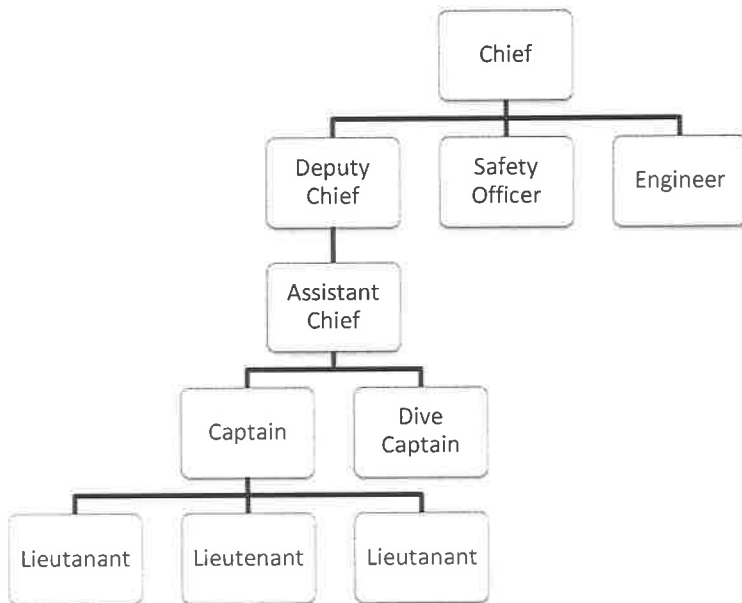 Chief
Deputy
Chief
Safety
Officer
Engineer
Assistant
Chief
Captain
Dive
Captain
Lieutanant
Lieutenant
Lieutanant